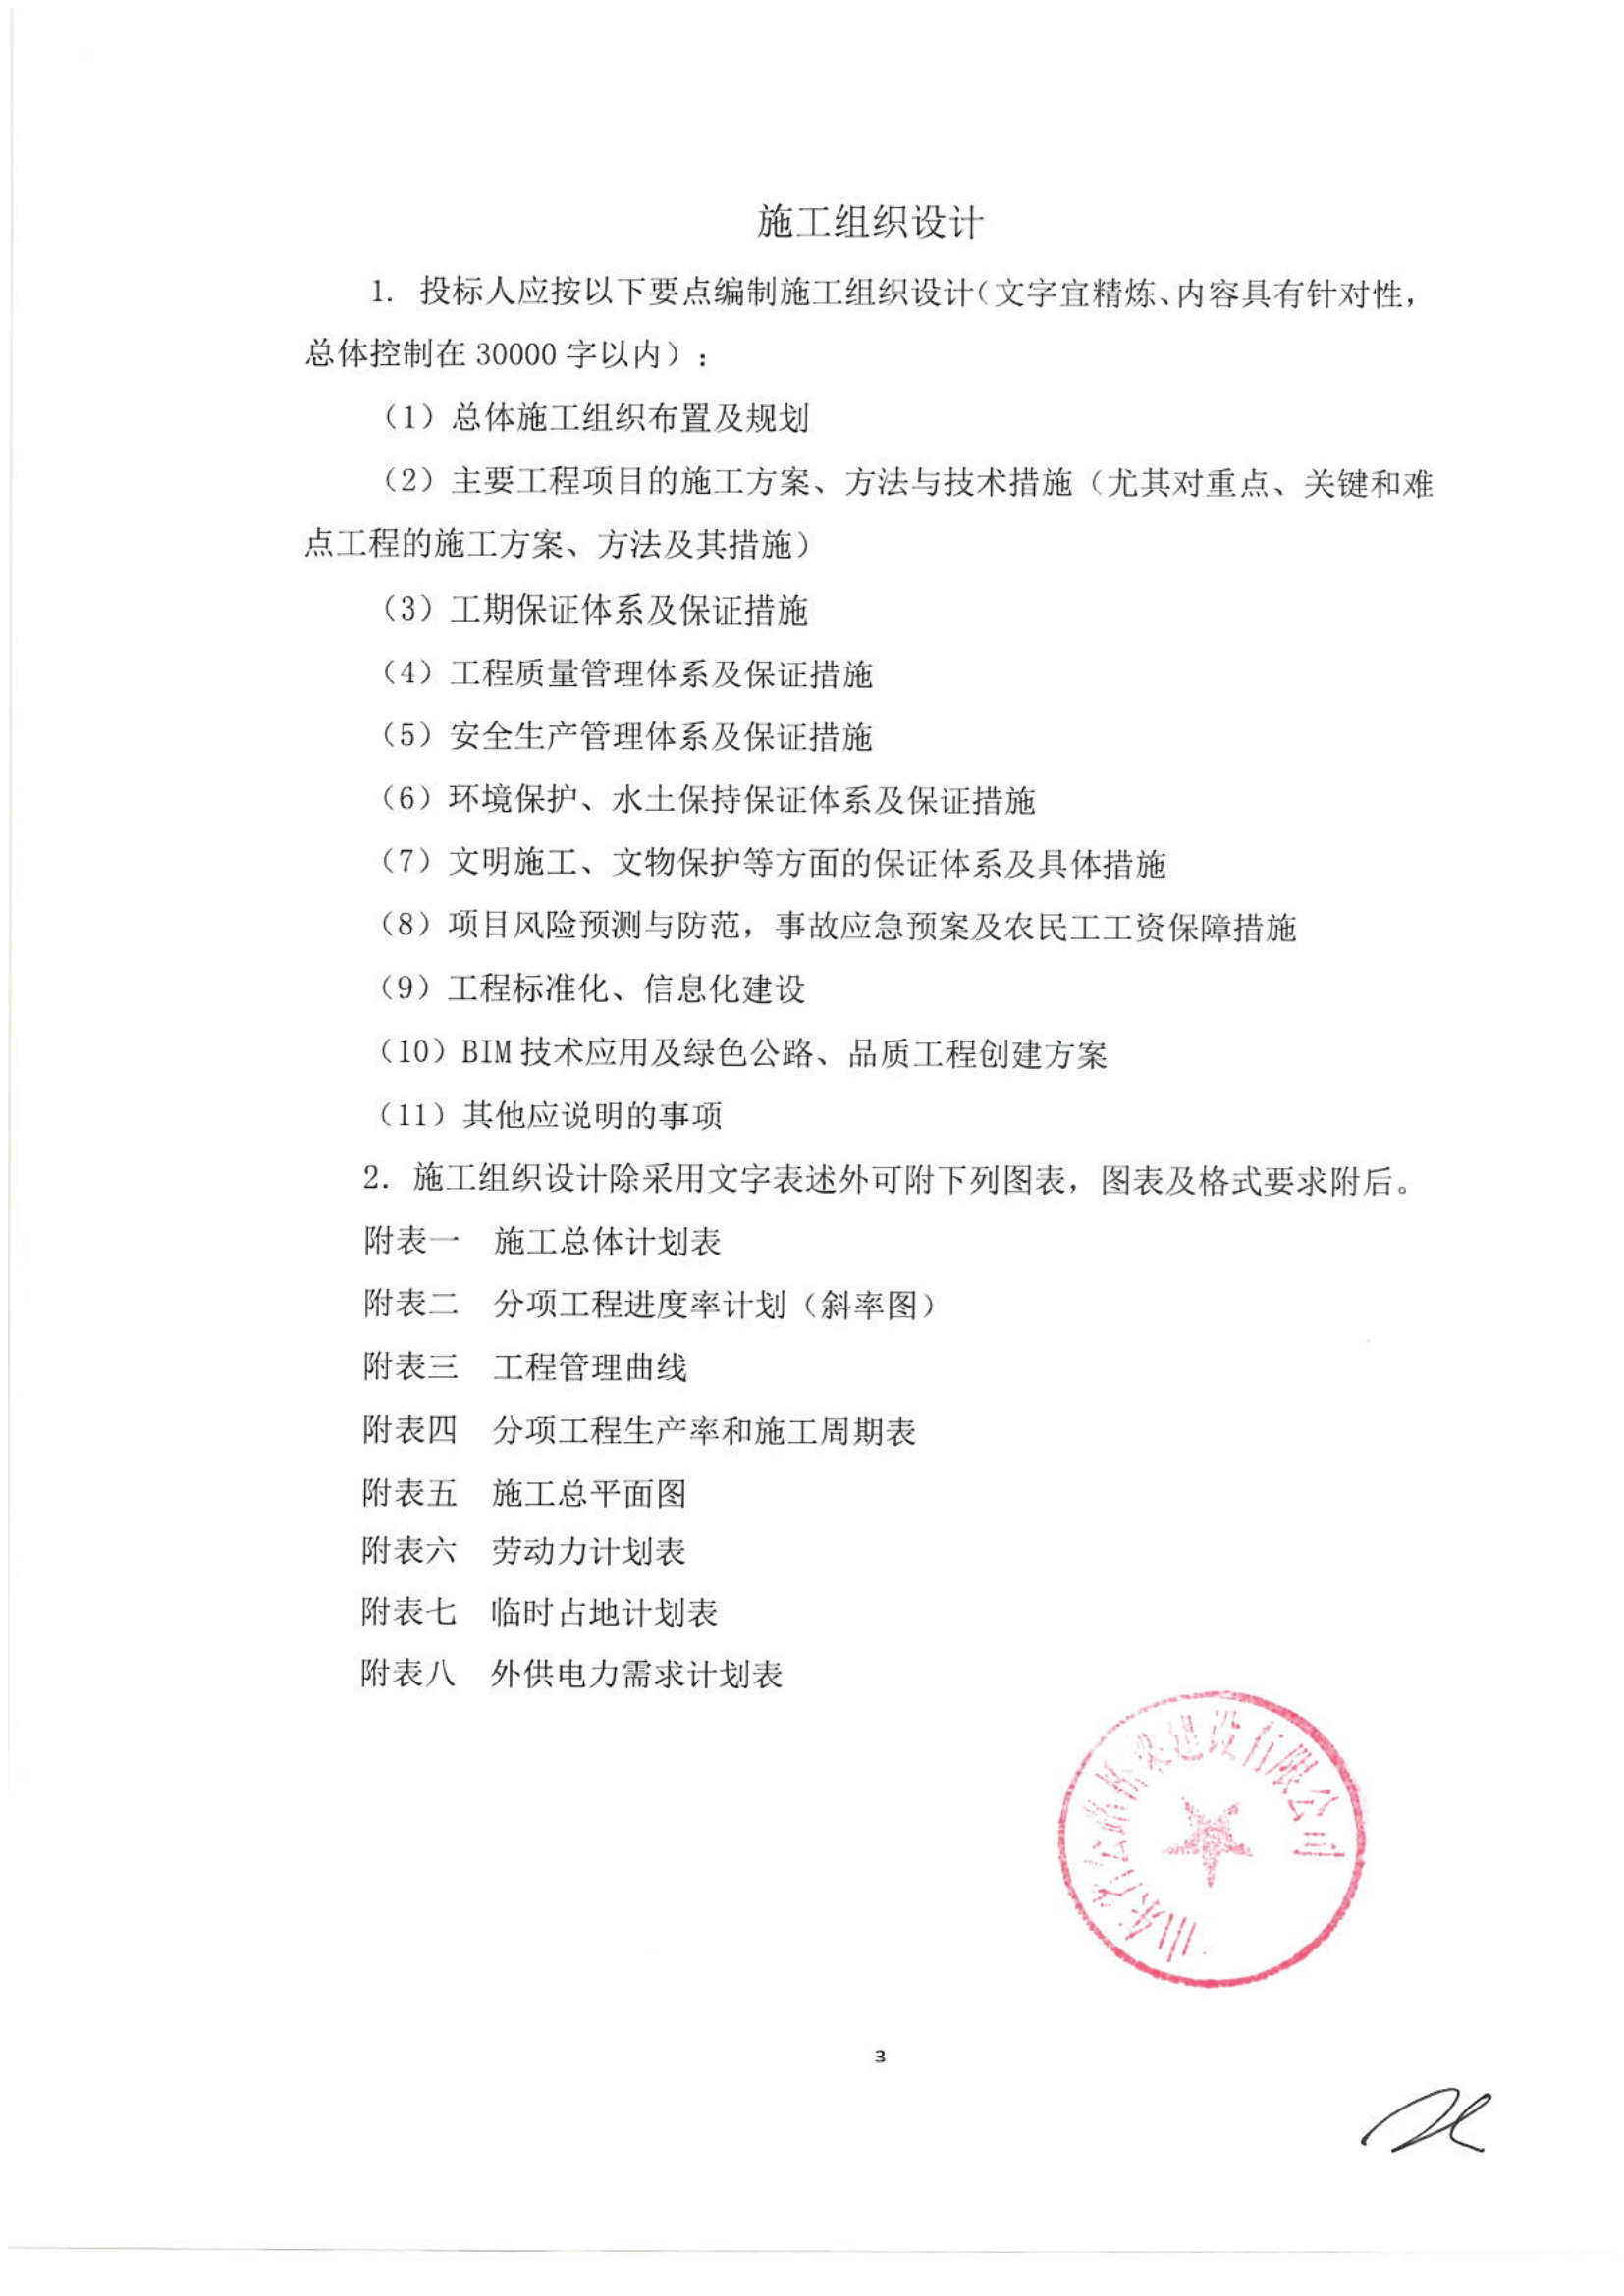 施工组织设计
1. 投标人应按以下要点编制施工组织设计(文字宜精炼、内容具有针对性，
总体控制在 30000 字以内)：
（1）总体施工组织布置及规划
（2）主要工程项目的施工方案、方法与技术措施（尤其对重点、关键和难
点工程的施工方案、方法及其措施）
（3）工期保证体系及保证措施
（4）工程质量管理体系及保证措施
（5）安全生产管理体系及保证措施
（6）环境保护、水土保持保证体系及保证措施
（7）文明施工、文物保护等方面的保证体系及具体措施
（8）项目风险预测与防范，事故应急预案及农民工工资保障措施
（9）工程标准化、信息化建设
（10）BIM 技术应用及绿色公路、品质工程创建方案
（11）其他应说明的事项
2. 施工组织设计除采用文字表述外可附下列图表，图表及格式要求附后。
附表一 施工总体计划表
附表二 分项工程进度率计划（斜率图）
附表三 工程管理曲线
附表四 分项工程生产率和施工周期表
附表五 施工总平面图
附表六 劳动力计划表
附表七 临时占地计划表
附表八 外供电力需求计划表
山东省公路桥梁建设有限公司
3